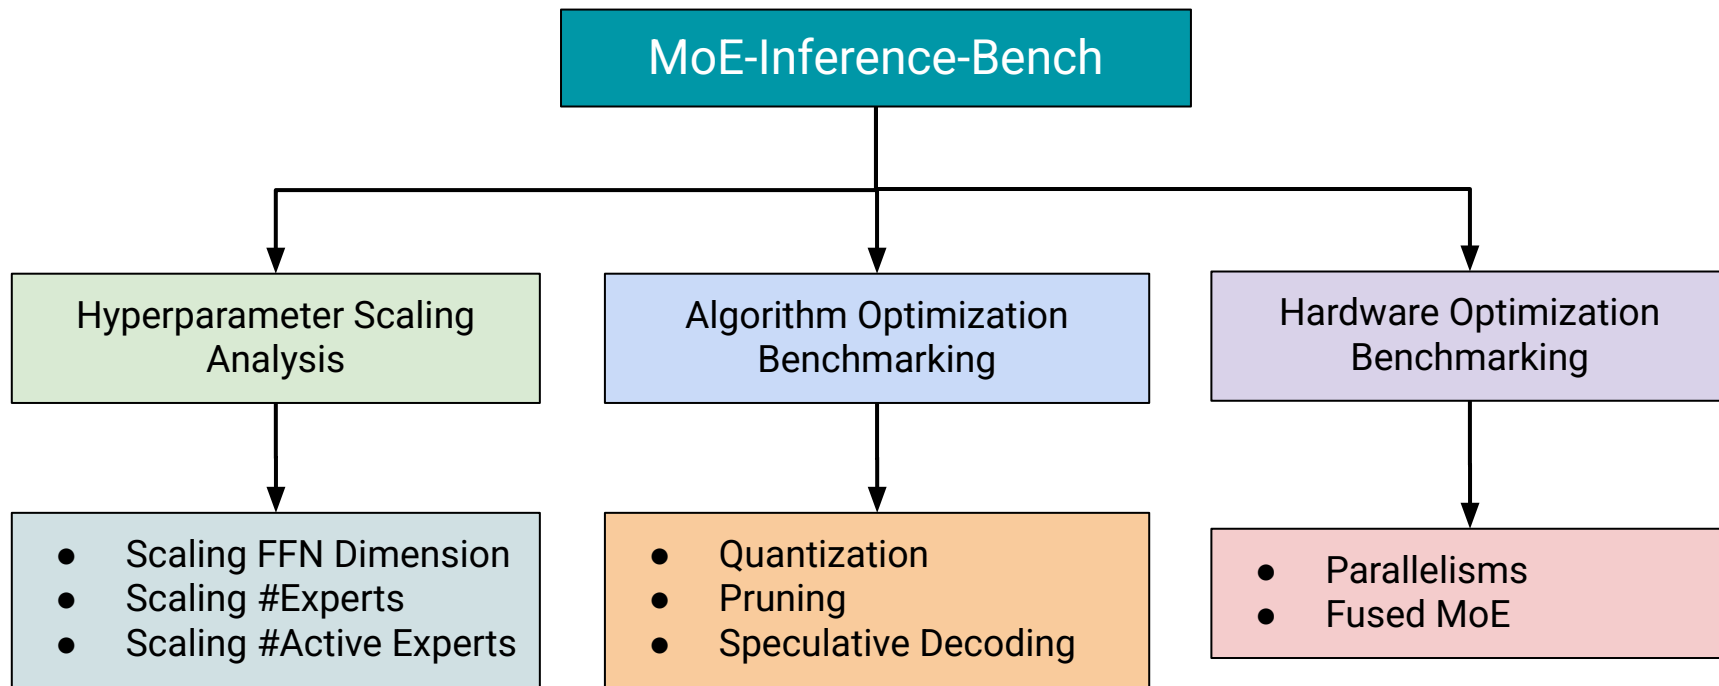 MoE-Inference-Bench
Hyperparameter Scaling
Analysis
Algorithm Optimization
Benchmarking
Hardware Optimization
Benchmarking
● Scaling FFN Dimension
● Scaling #Experts
● Scaling #Active Experts
● Quantization
● Pruning
● Speculative Decoding
● Parallelisms
● Fused MoE